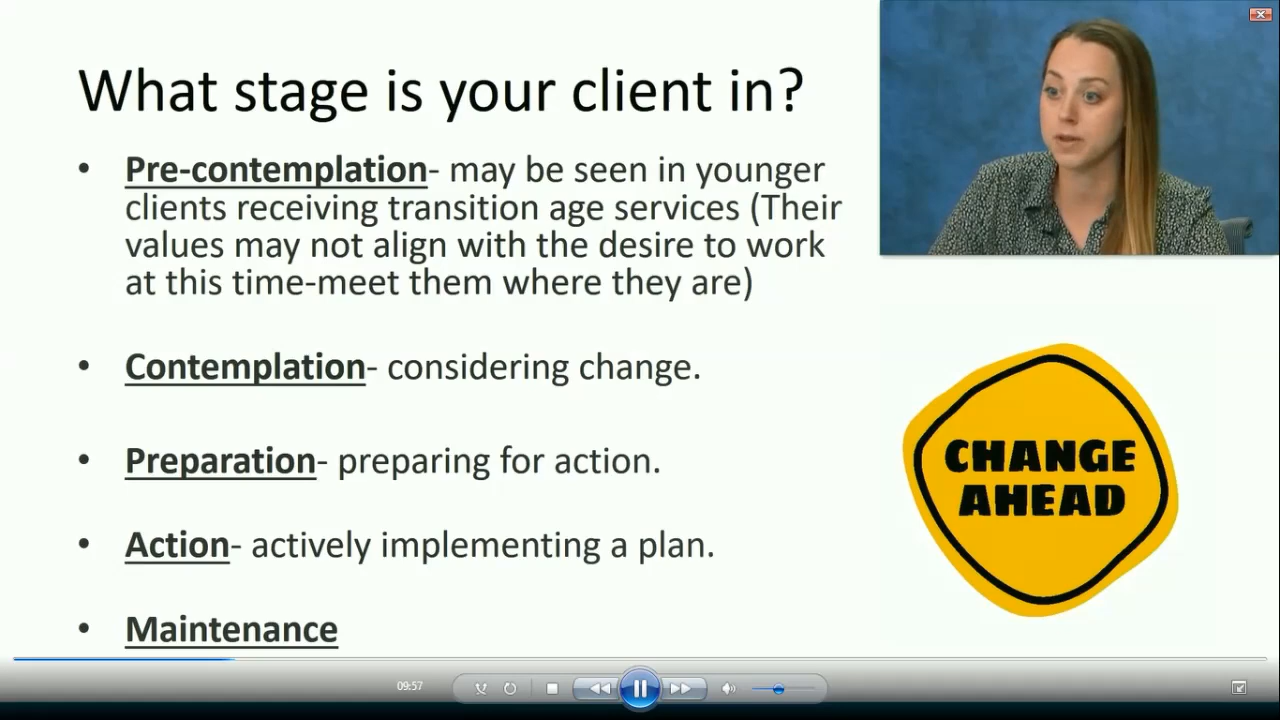 What stage is your client in?
• Pre-contemplation- may be seen in younger
clients receiving transition age services (Their
values may not align with the desire to work
at this time-meet them where they are)
• Contemplation- considering change.
• Preparation- preparing for action.
• Action- actively implementing a plan.
• Maintenance
CHANGE
AHEAD
09:57